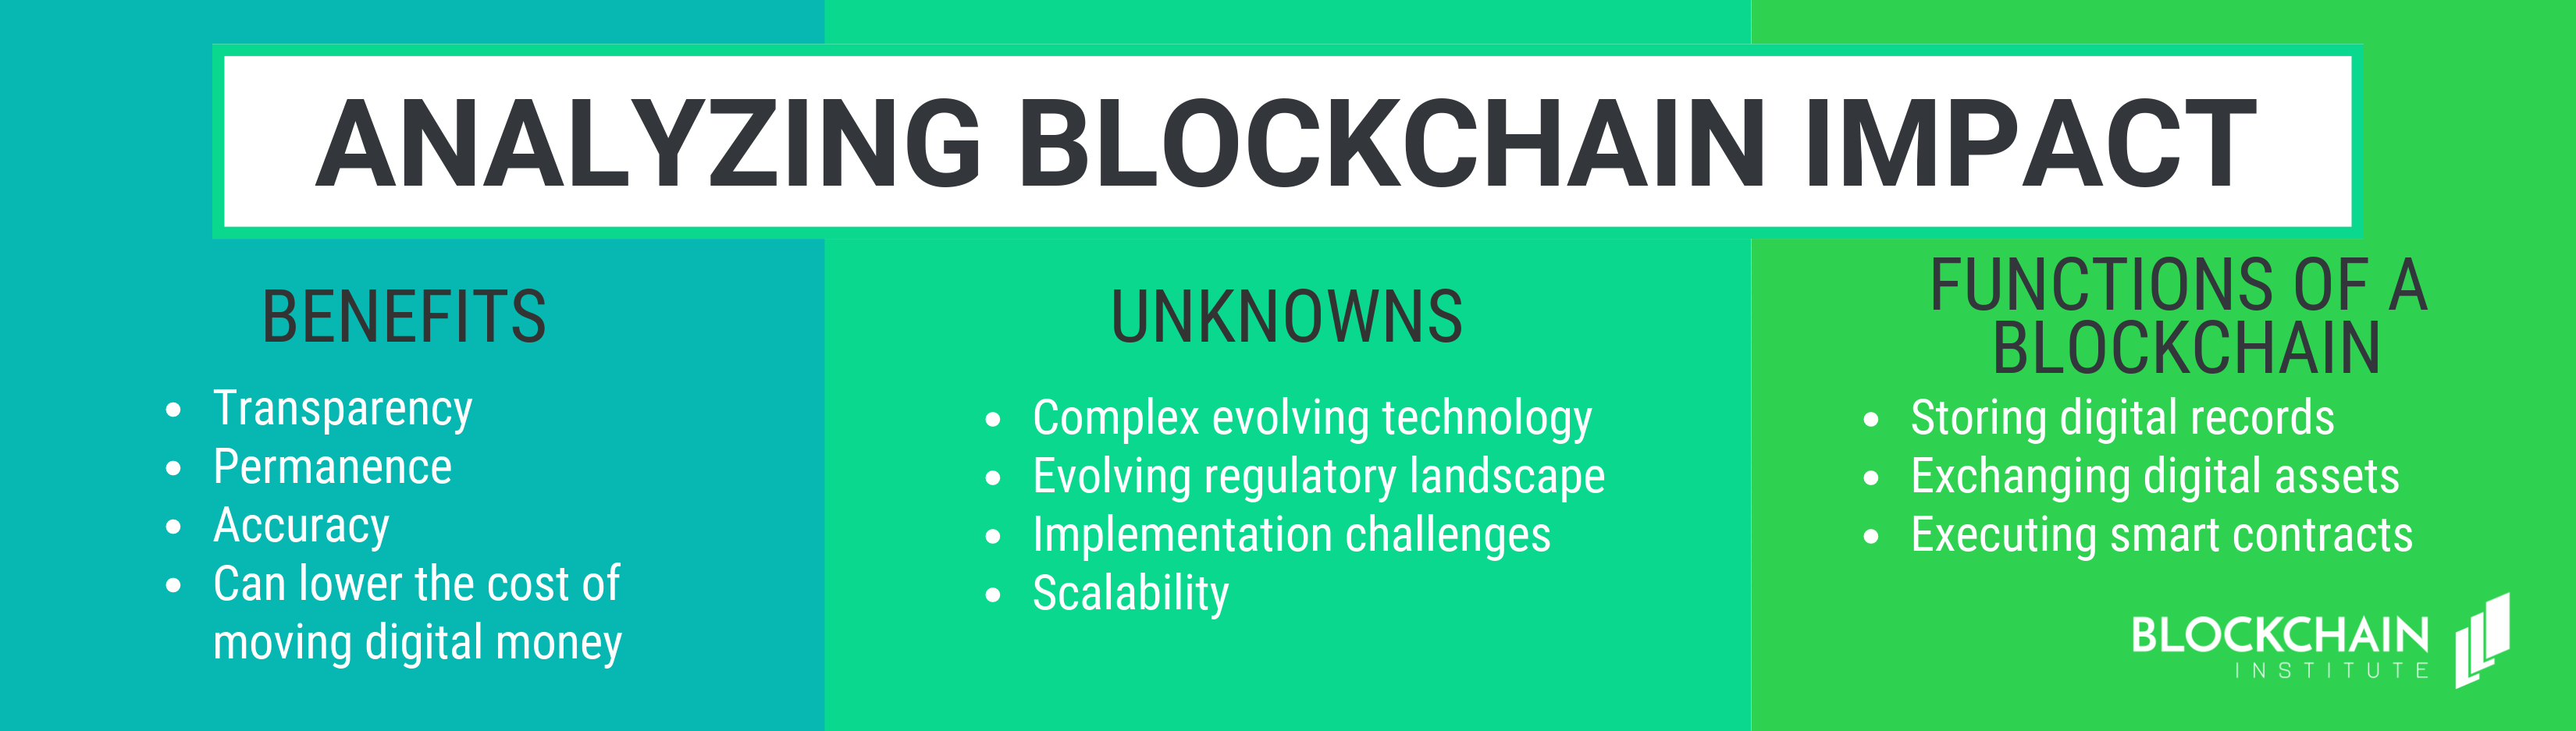 ANALYZING BLOCKCHAIN IMPACT
BENEFITS
• Transparency
• Permanence
• Accuracy
• Can lower the cost of
moving digital money
UNKNOWNS
• Complex evolving technology
• Evolving regulatory landscape
• Implementation challenges
• Scalability
FUNCTIONS OF A
BLOCKCHAIN
• Storing digital records
• Exchanging digital assets
• Executing smart contracts
BLOCKCHAIN
INSTITUTE